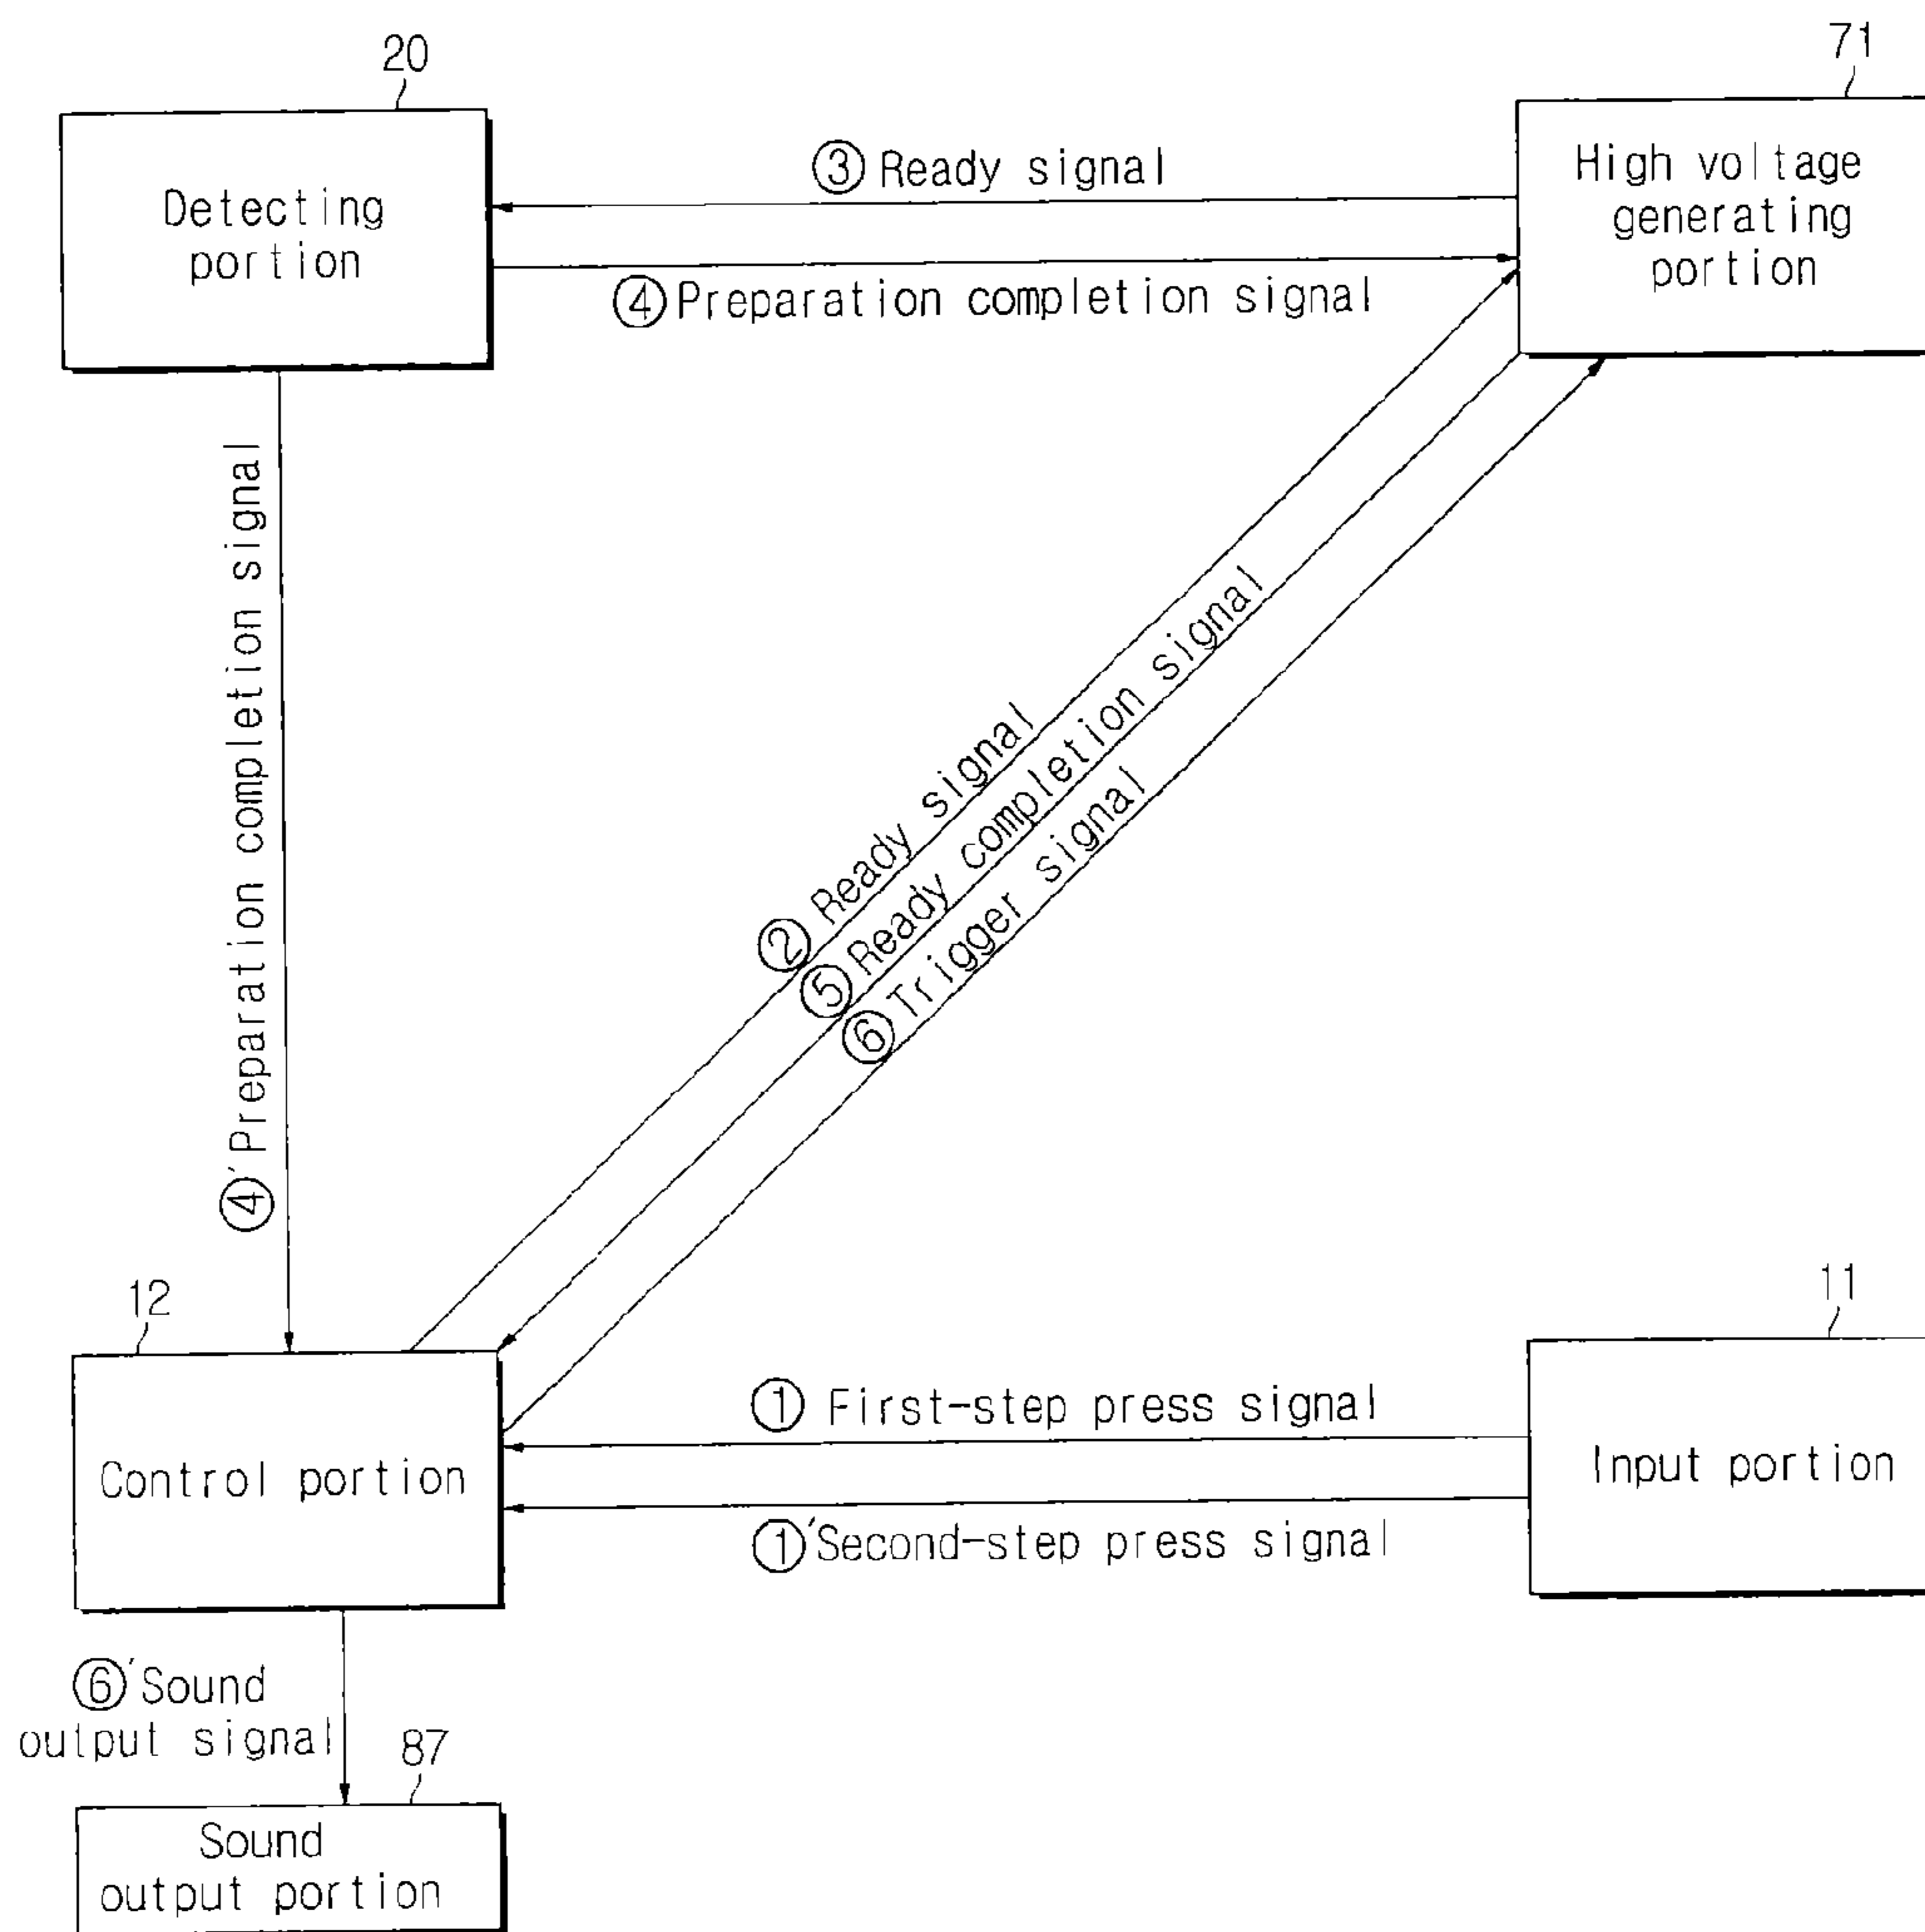 20
71
Detecting
portion
③ Ready signal
High voltage
generating
portion
④ Preparation completion signal
④' Preparation completion signal
② Ready signal
⑤ Ready completion signal
⑥ Trigger signal
12
11
Control portion
① First-step press signal
Input portion
①' Second-step press signal
⑥' Sound
output signal
87
Sound
output portion